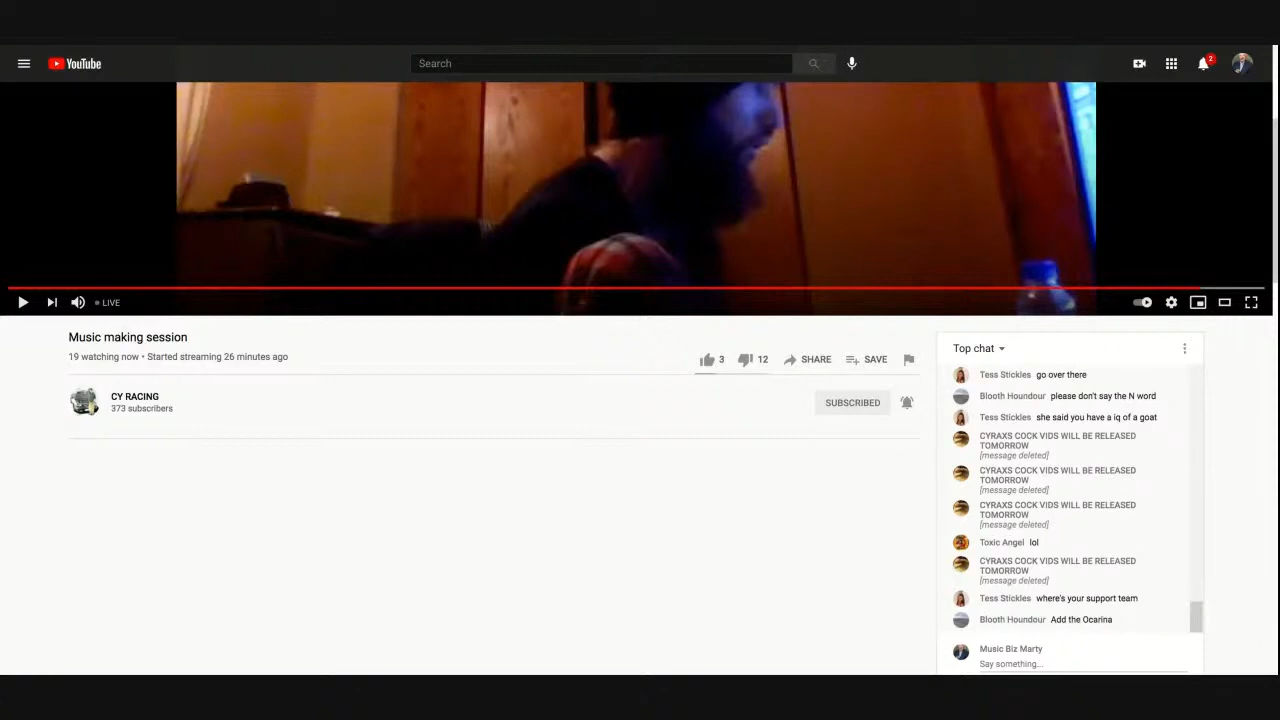 YouTube
Search
2
LIVE
Music making session
19 watching now • Started streaming 26 minutes ago
3
12
SHARE
SAVE
CY RACING
373 subscribers
SUBSCRIBED
Top chat
Tess Stickles go over there
Blooth Houndour please don't say the N word
Tess Stickles she said you have a iq of a goat
CYRAXS COCK VIDS WILL BE RELEASED
TOMORROW
[message deleted]
CYRAXS COCK VIDS WILL BE RELEASED
TOMORROW
[message deleted]
CYRAXS COCK VIDS WILL BE RELEASED
TOMORROW
[message deleted]
Toxic Angel lol
CYRAXS COCK VIDS WILL BE RELEASED
TOMORROW
[message deleted]
Tess Stickles where's your support team
Blooth Houndour Add the Ocarina
Music Biz Marty
Say something...